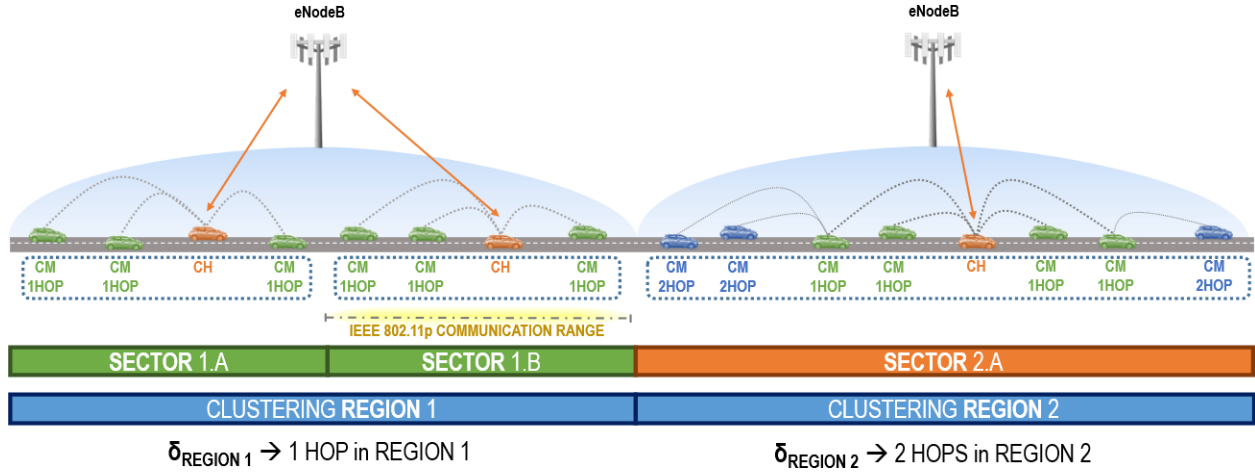 eNodeB
eNodeB
CM CM CH CM CM CM CH CM CM CM CM CM CH CM CM CM
1HOP 1HOP 1HOP 1HOP 1HOP 1HOP 2HOP 2HOP 1HOP 1HOP 1HOP 1HOP 2HOP
IEEE 802.11p COMMUNICATION RANGE
SECTOR 1.A SECTOR 1.B SECTOR 2.A
CLUSTERING REGION 1 CLUSTERING REGION 2
δREGION 1 → 1 HOP in REGION 1 δREGION 2 → 2 HOPS in REGION 2